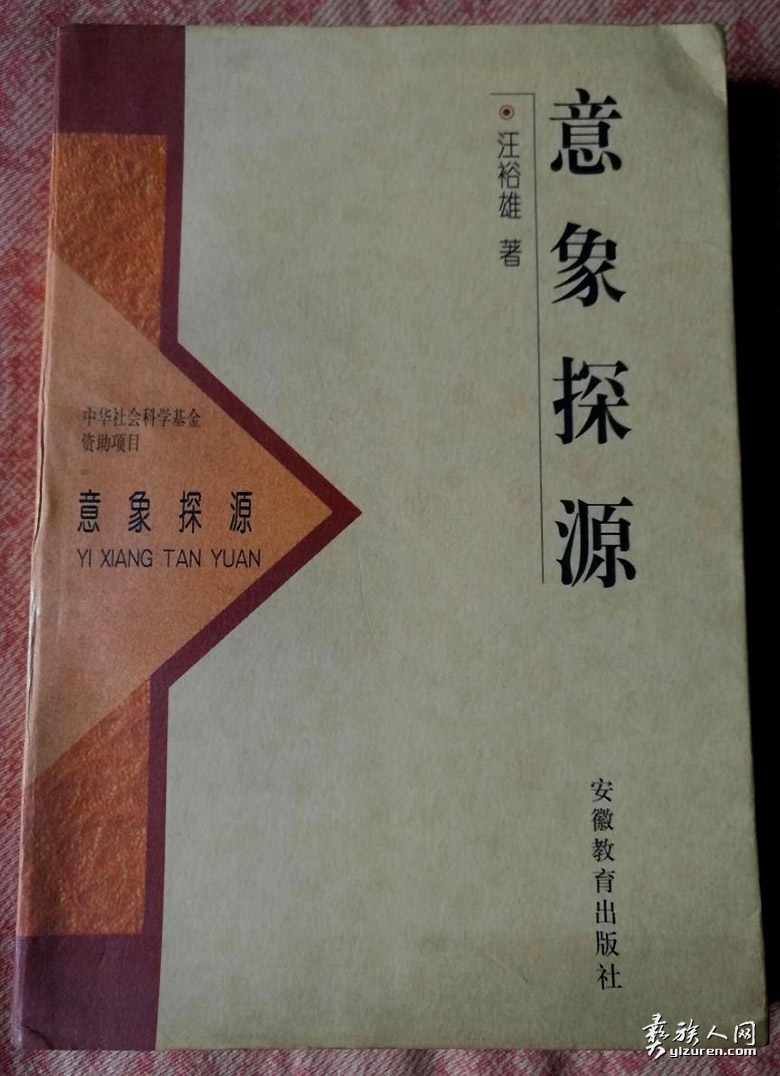 意象探源
汪裕雄 著
中华社会科学基金
资助项目
意象探源
YI XIANG TAN YUAN
安徽教育出版社
彝族人网
yizuren.com